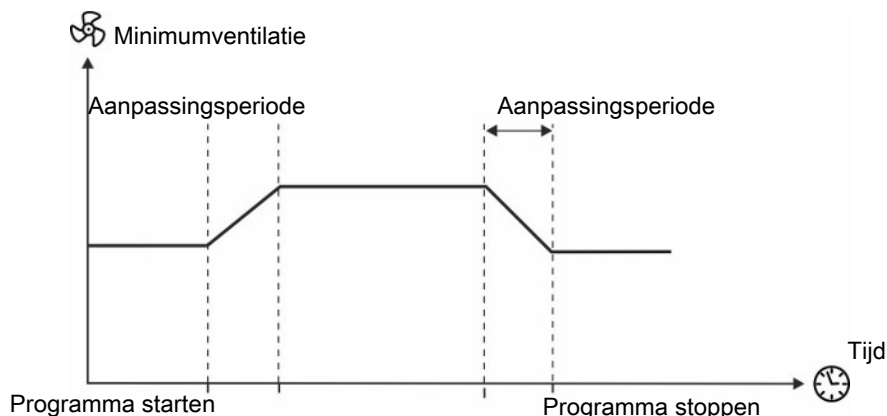 Minimumventilatie
Aanpassingsperiode
Aanpassingsperiode
Tijd
Programma starten
Programma stoppen